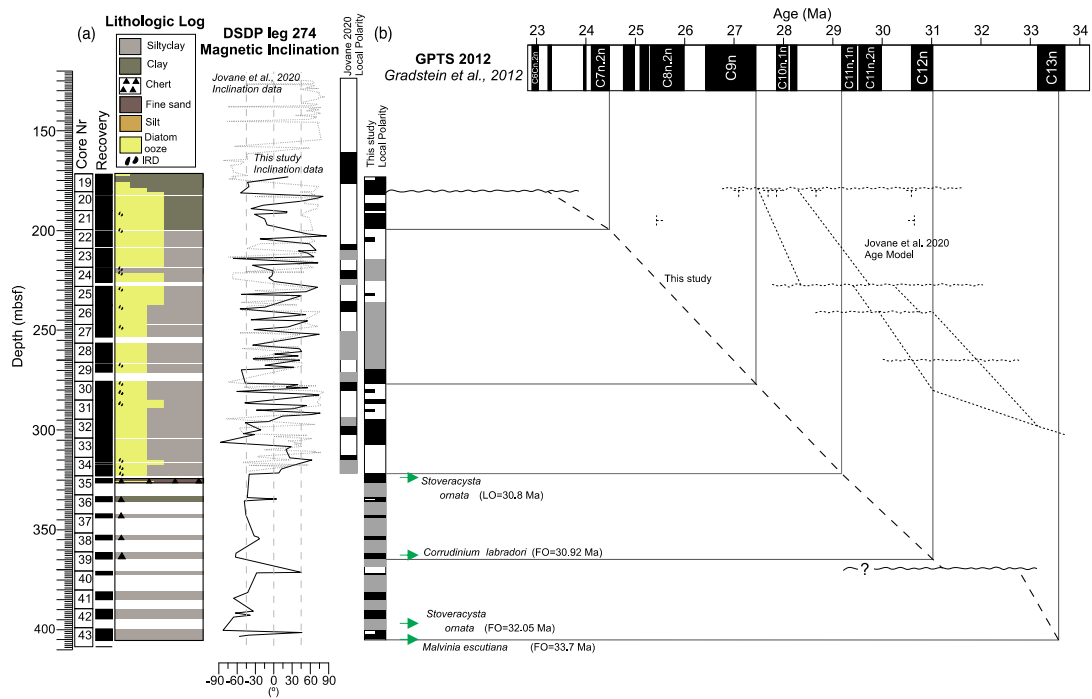 (a)
Lithologic Log
Siltyclay
Clay
Chert
Fine sand
Silt
Diatom
ooze
IRD
DSDP leg 274
Magnetic Inclination
Jovane 2020
Local Polarity
(b)
GPTS 2012
Gradstein et al., 2012
Age (Ma)
22 23 24 25 26 27 28 29 30 31 32 33 34
C6Cn.2n
C7n.2n
C8n.2n
C9n
C10n.1n
C11n.1n
C11n.2n
C12n
C13n
Jovane et al., 2020
Inclination data
This study
Inclination data
This study
Local Polarity
Core Nr
Recovery
Depth (mbsf)
150
200
250
300
350
400
19
20
21
22
23
24
25
26
27
28
29
30
31
32
33
34
35
36
37
38
39
40
41
42
43
This study
Jovane et al. 2020
Age Model
Stoveracysta
ornata (LO=30.8 Ma)
Corrudinium labradori (FO=30.92 Ma)
?
Stoveracysta
ornata (FO=32.05 Ma)
Malvinia escutiana (FO=33.7 Ma)
-90 -60 -30 0 30 60 90
(º)